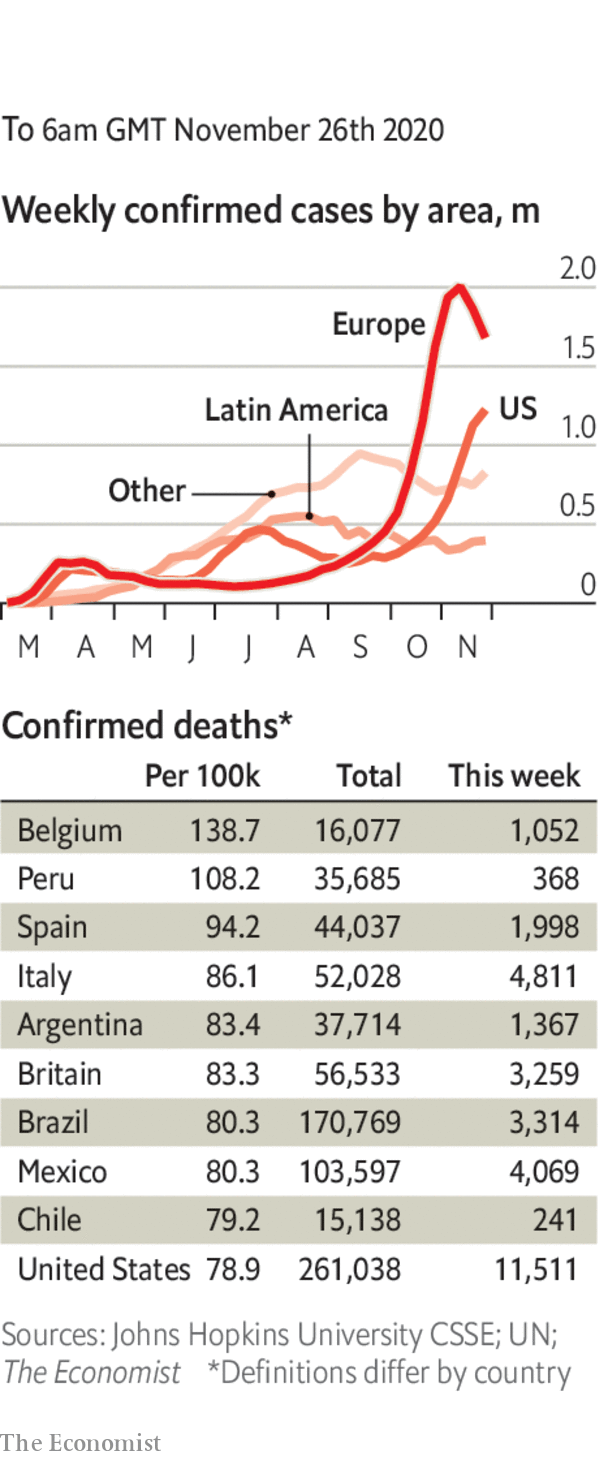 To 6am GMT November 26th 2020
Weekly confirmed cases by area, m
2.0
Europe
1.5
Latin America
US
1.0
Other
0.5
0
M A M J J A S O N
Confirmed deaths*
Per 100k Total This week
Belgium 138.7 16,077 1,052
Peru 108.2 35,685 368
Spain 94.2 44,037 1,998
Italy 86.1 52,028 4,811
Argentina 83.4 37,714 1,367
Britain 83.3 56,533 3,259
Brazil 80.3 170,769 3,314
Mexico 80.3 103,597 4,069
Chile 79.2 15,138 241
United States 78.9 261,038 11,511
Sources: Johns Hopkins University CSSE; UN;
The Economist *Definitions differ by country
The Economist